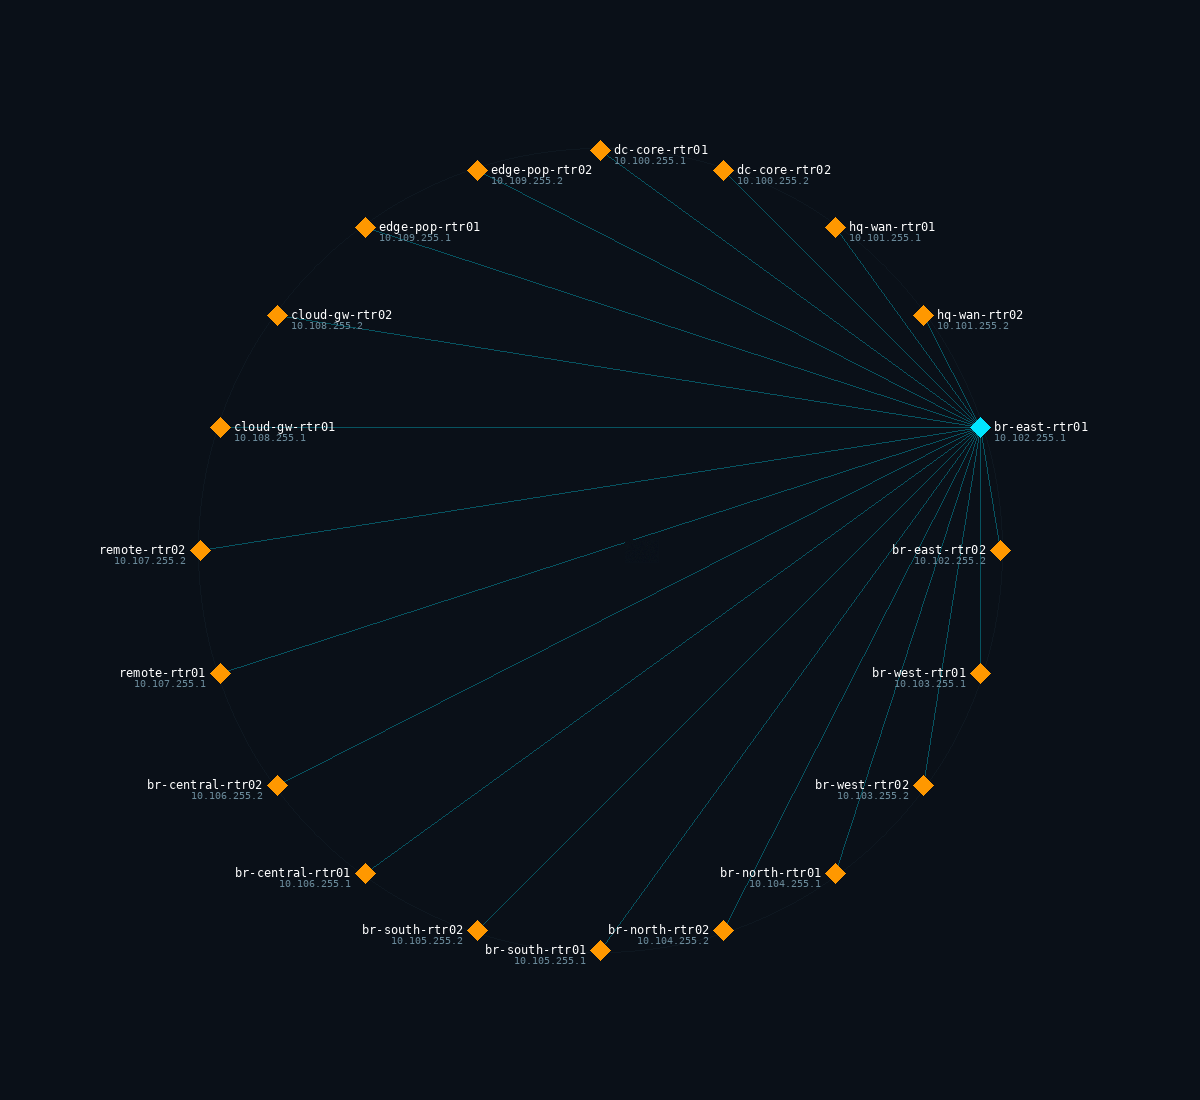 dc-core-rtr01
10.100.255.1
edge-pop-rtr02
10.109.255.2
dc-core-rtr02
10.100.255.2
edge-pop-rtr01
10.109.255.1
hq-wan-rtr01
10.101.255.1
cloud-gw-rtr02
10.108.255.2
hq-wan-rtr02
10.101.255.2
cloud-gw-rtr01
10.108.255.1
br-east-rtr01
10.102.255.1
remote-rtr02
10.107.255.2
br-east-rtr02
10.102.255.2
remote-rtr01
10.107.255.1
br-west-rtr01
10.103.255.1
br-central-rtr02
10.106.255.2
br-west-rtr02
10.103.255.2
br-central-rtr01
10.106.255.1
br-north-rtr01
10.104.255.1
br-south-rtr02
10.105.255.2
br-north-rtr02
10.104.255.2
br-south-rtr01
10.105.255.1